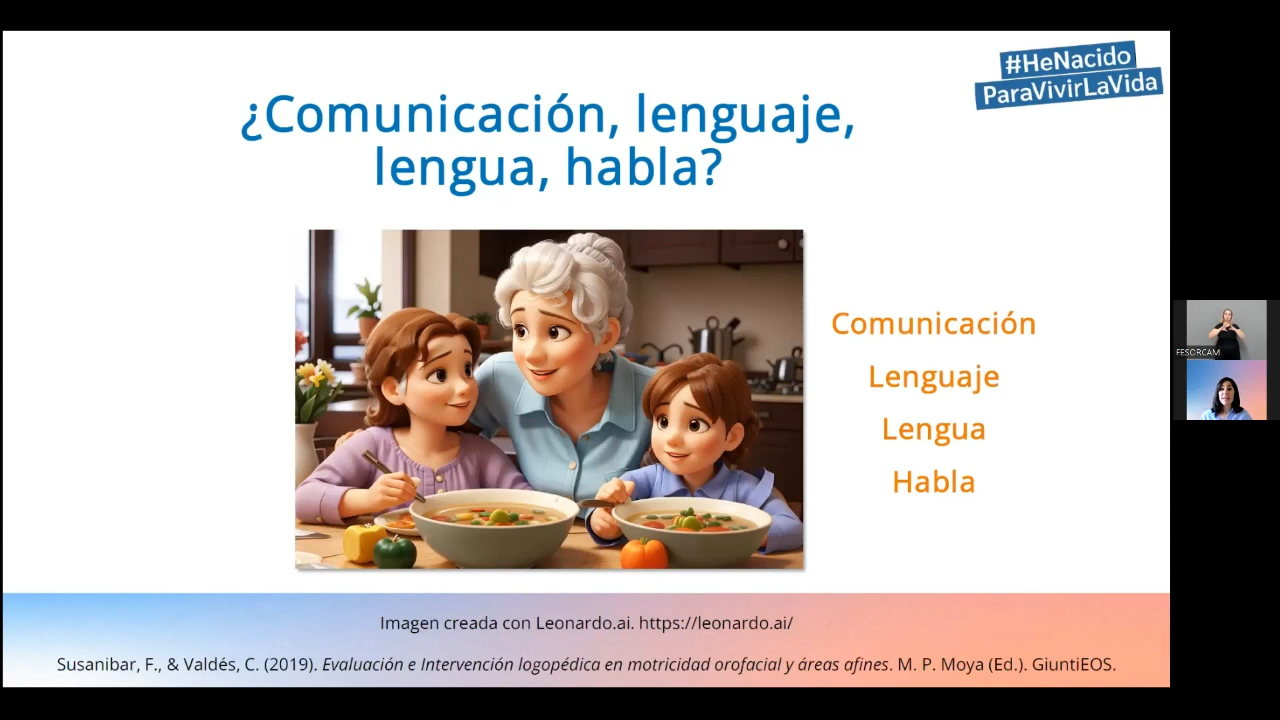 #HeNacido
ParaVivirLaVida
¿Comunicación, lenguaje,
lengua, habla?
Comunicación
Lenguaje
Lengua
Habla
FESORCAM
Imagen creada con Leonardo.ai. https://leonardo.ai/
Susanibar, F., & Valdés, C. (2019). Evaluación e Intervención logopédica en motricidad orofacial y áreas afines. M. P. Moya (Ed.). GiuntiEOS.